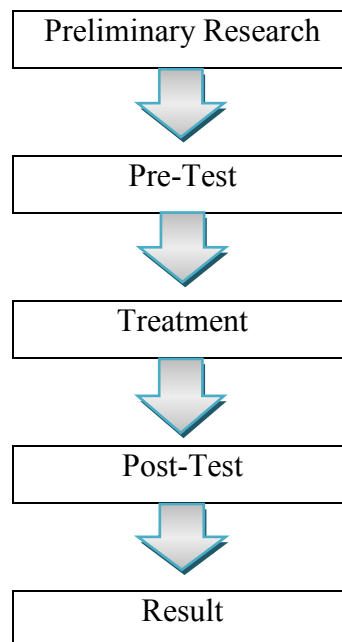 Preliminary Research
Pre-Test
Treatment
Post-Test
Result